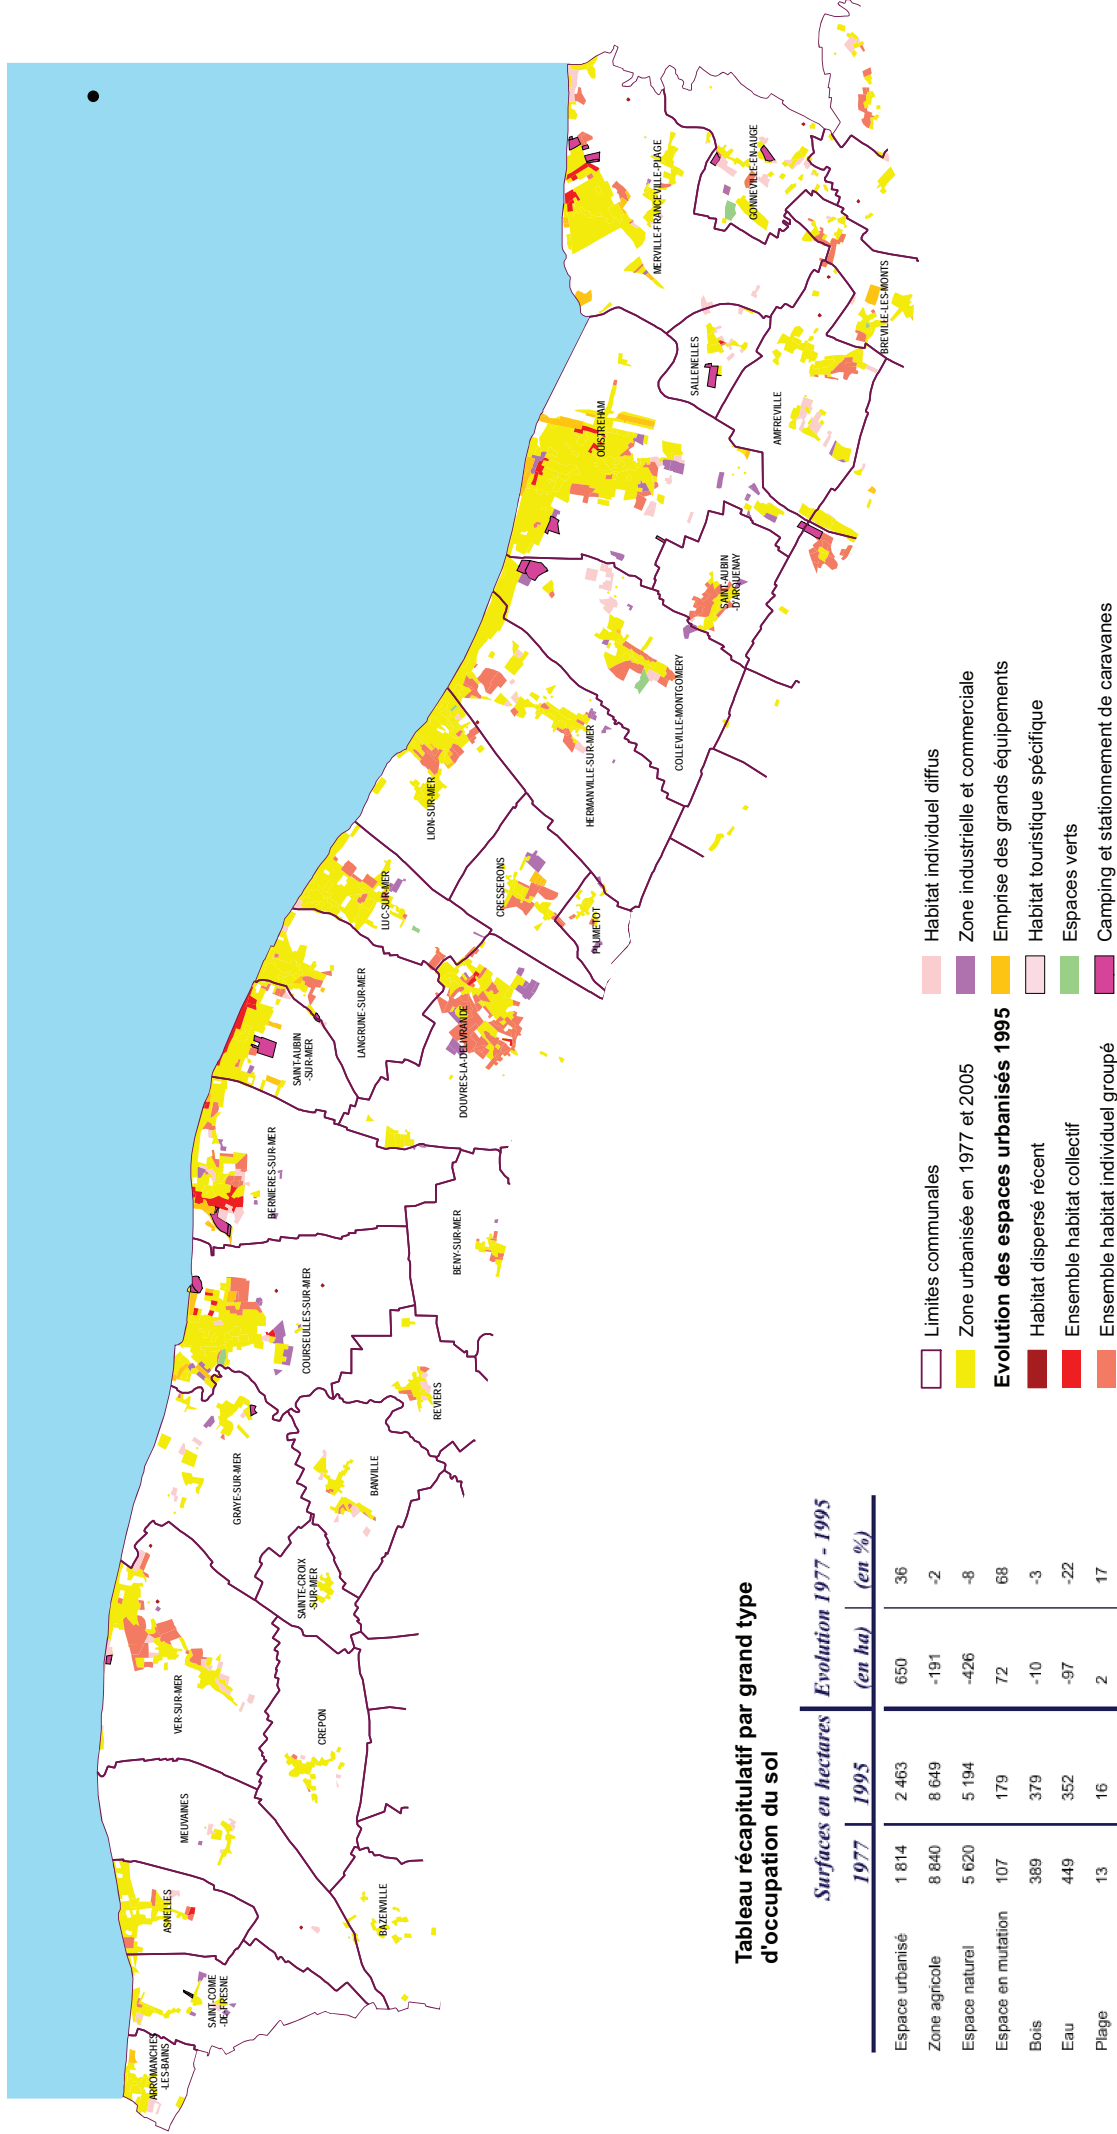 ARROMANCHES
-LES-BAINS
SAINT-COME
-DE-FRESNE
ASNELLES
MEUVAINES
BAZENVILLE
VER-SUR-MER
CREPON
SAINTE-CROIX
-SUR-MER
GRAYE-SUR-MER
BANVILLE
REVIERS
COURSEULLES-SUR-MER
BENY-SUR-MER
BERNIERES-SUR-MER
SAINT-AUBIN
-SUR-MER
LANGRUNE-SUR-MER
DOUVRES-LA-DELIVRANDE
LUC-SUR-MER
CRESSERONS
PLUMETOT
LION-SUR-MER
HERMANVILLE-SUR-MER
COLLEVILLE-MONTGOMERY
SAINT-AUBIN
-D'ARQUENAY
OUISTREHAM
SALLENELLES
AMFREVILLE
BREVILLE-LES-MONTS
MERVILLE-FRANCEVILLE-PLAGE
GONNEVILLE-EN-AUGE
Tableau récapitulatif par grand type
d'occupation du sol
Surfaces en hectares Evolution 1977 - 1995
1977 1995 (en ha) (en %)
Espace urbanisé 1 814 2 463 650 36
Zone agricole 8 840 8 649 -191 -2
Espace naturel 5 620 5 194 -426 -8
Espace en mutation 107 179 72 68
Bois 389 379 -10 -3
Eau 449 352 -97 -22
Plage 13 16 2 17
Limites communales
Zone urbanisée en 1977 et 2005
Evolution des espaces urbanisés 1995
Habitat dispersé récent
Ensemble habitat collectif
Ensemble habitat individuel groupé
Habitat individuel diffus
Zone industrielle et commerciale
Emprise des grands équipements
Habitat touristique spécifique
Espaces verts
Camping et stationnement de caravanes